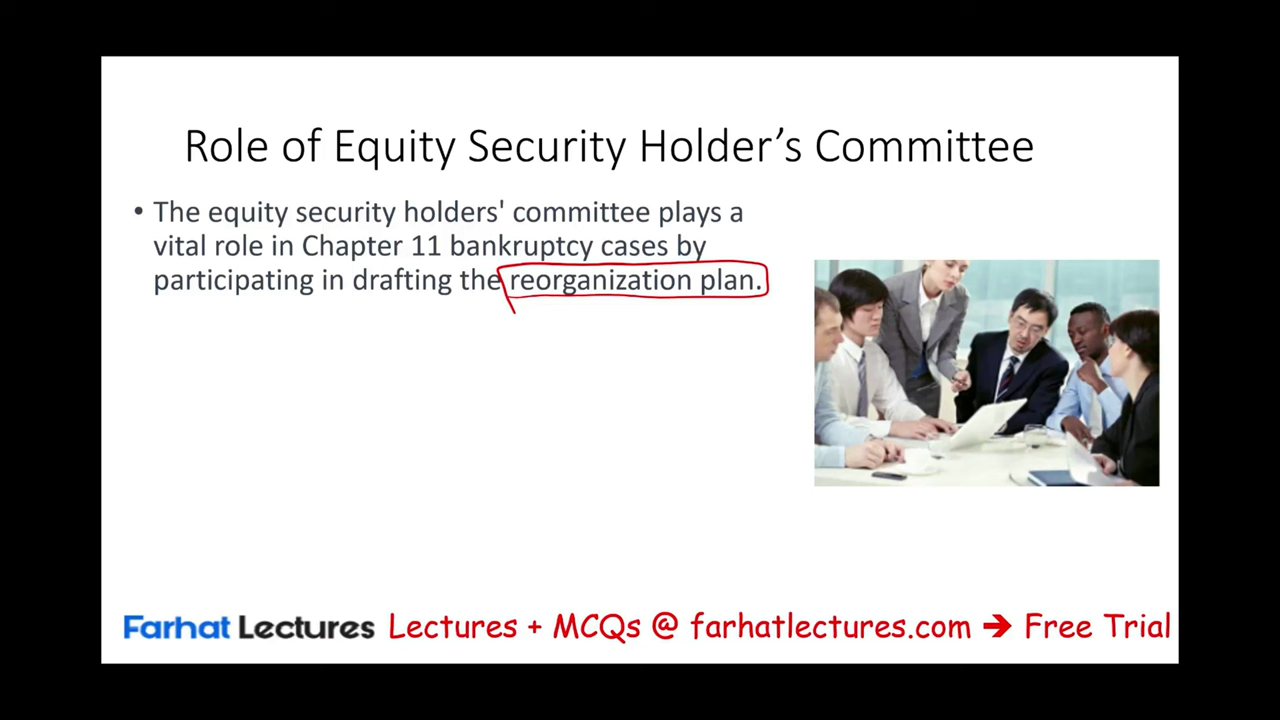 Role of Equity Security Holder’s Committee
• The equity security holders' committee plays a
vital role in Chapter 11 bankruptcy cases by
participating in drafting the reorganization plan.
Farhat Lectures Lectures + MCQs @ farhatlectures.com → Free Trial